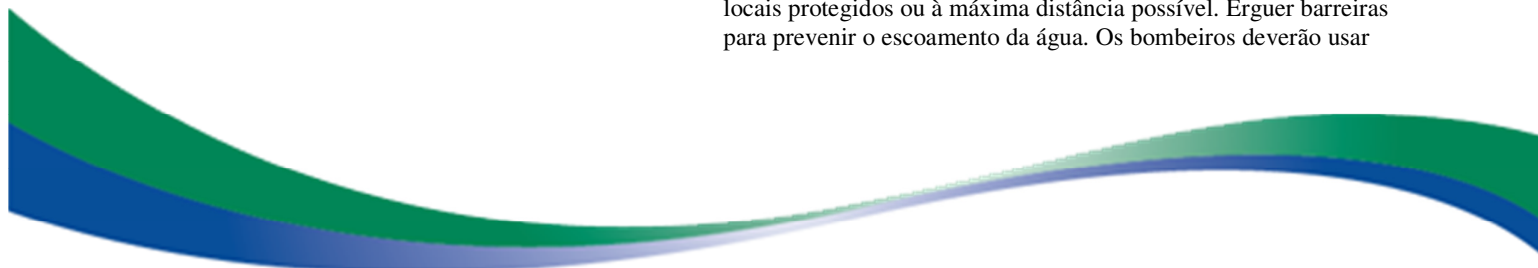 locais protegidos ou à máxima distância possível. Erguer barreiras
para prevenir o escoamento da água. Os bombeiros deverão usar